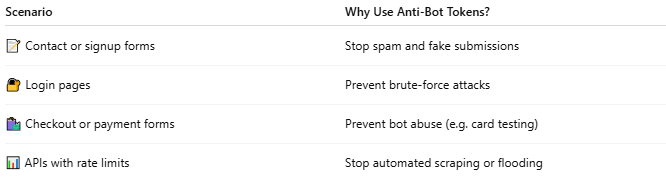 Scenario Why Use Anti-Bot Tokens?
📝 Contact or signup forms Stop spam and fake submissions
🔐 Login pages Prevent brute-force attacks
🛍️ Checkout or payment forms Prevent bot abuse (e.g. card testing)
📊 APIs with rate limits Stop automated scraping or flooding